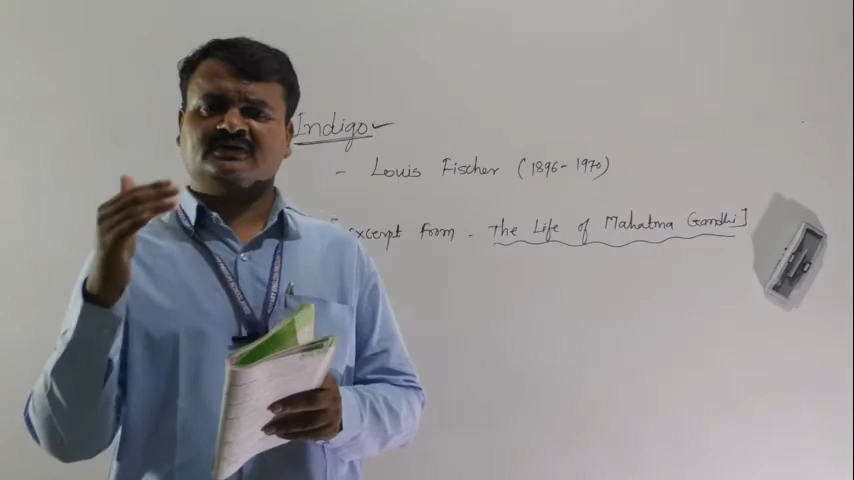 Indigo
- Louis Fischer (1896-1970)
excerpt from - The Life of Mahatma Gandhi]